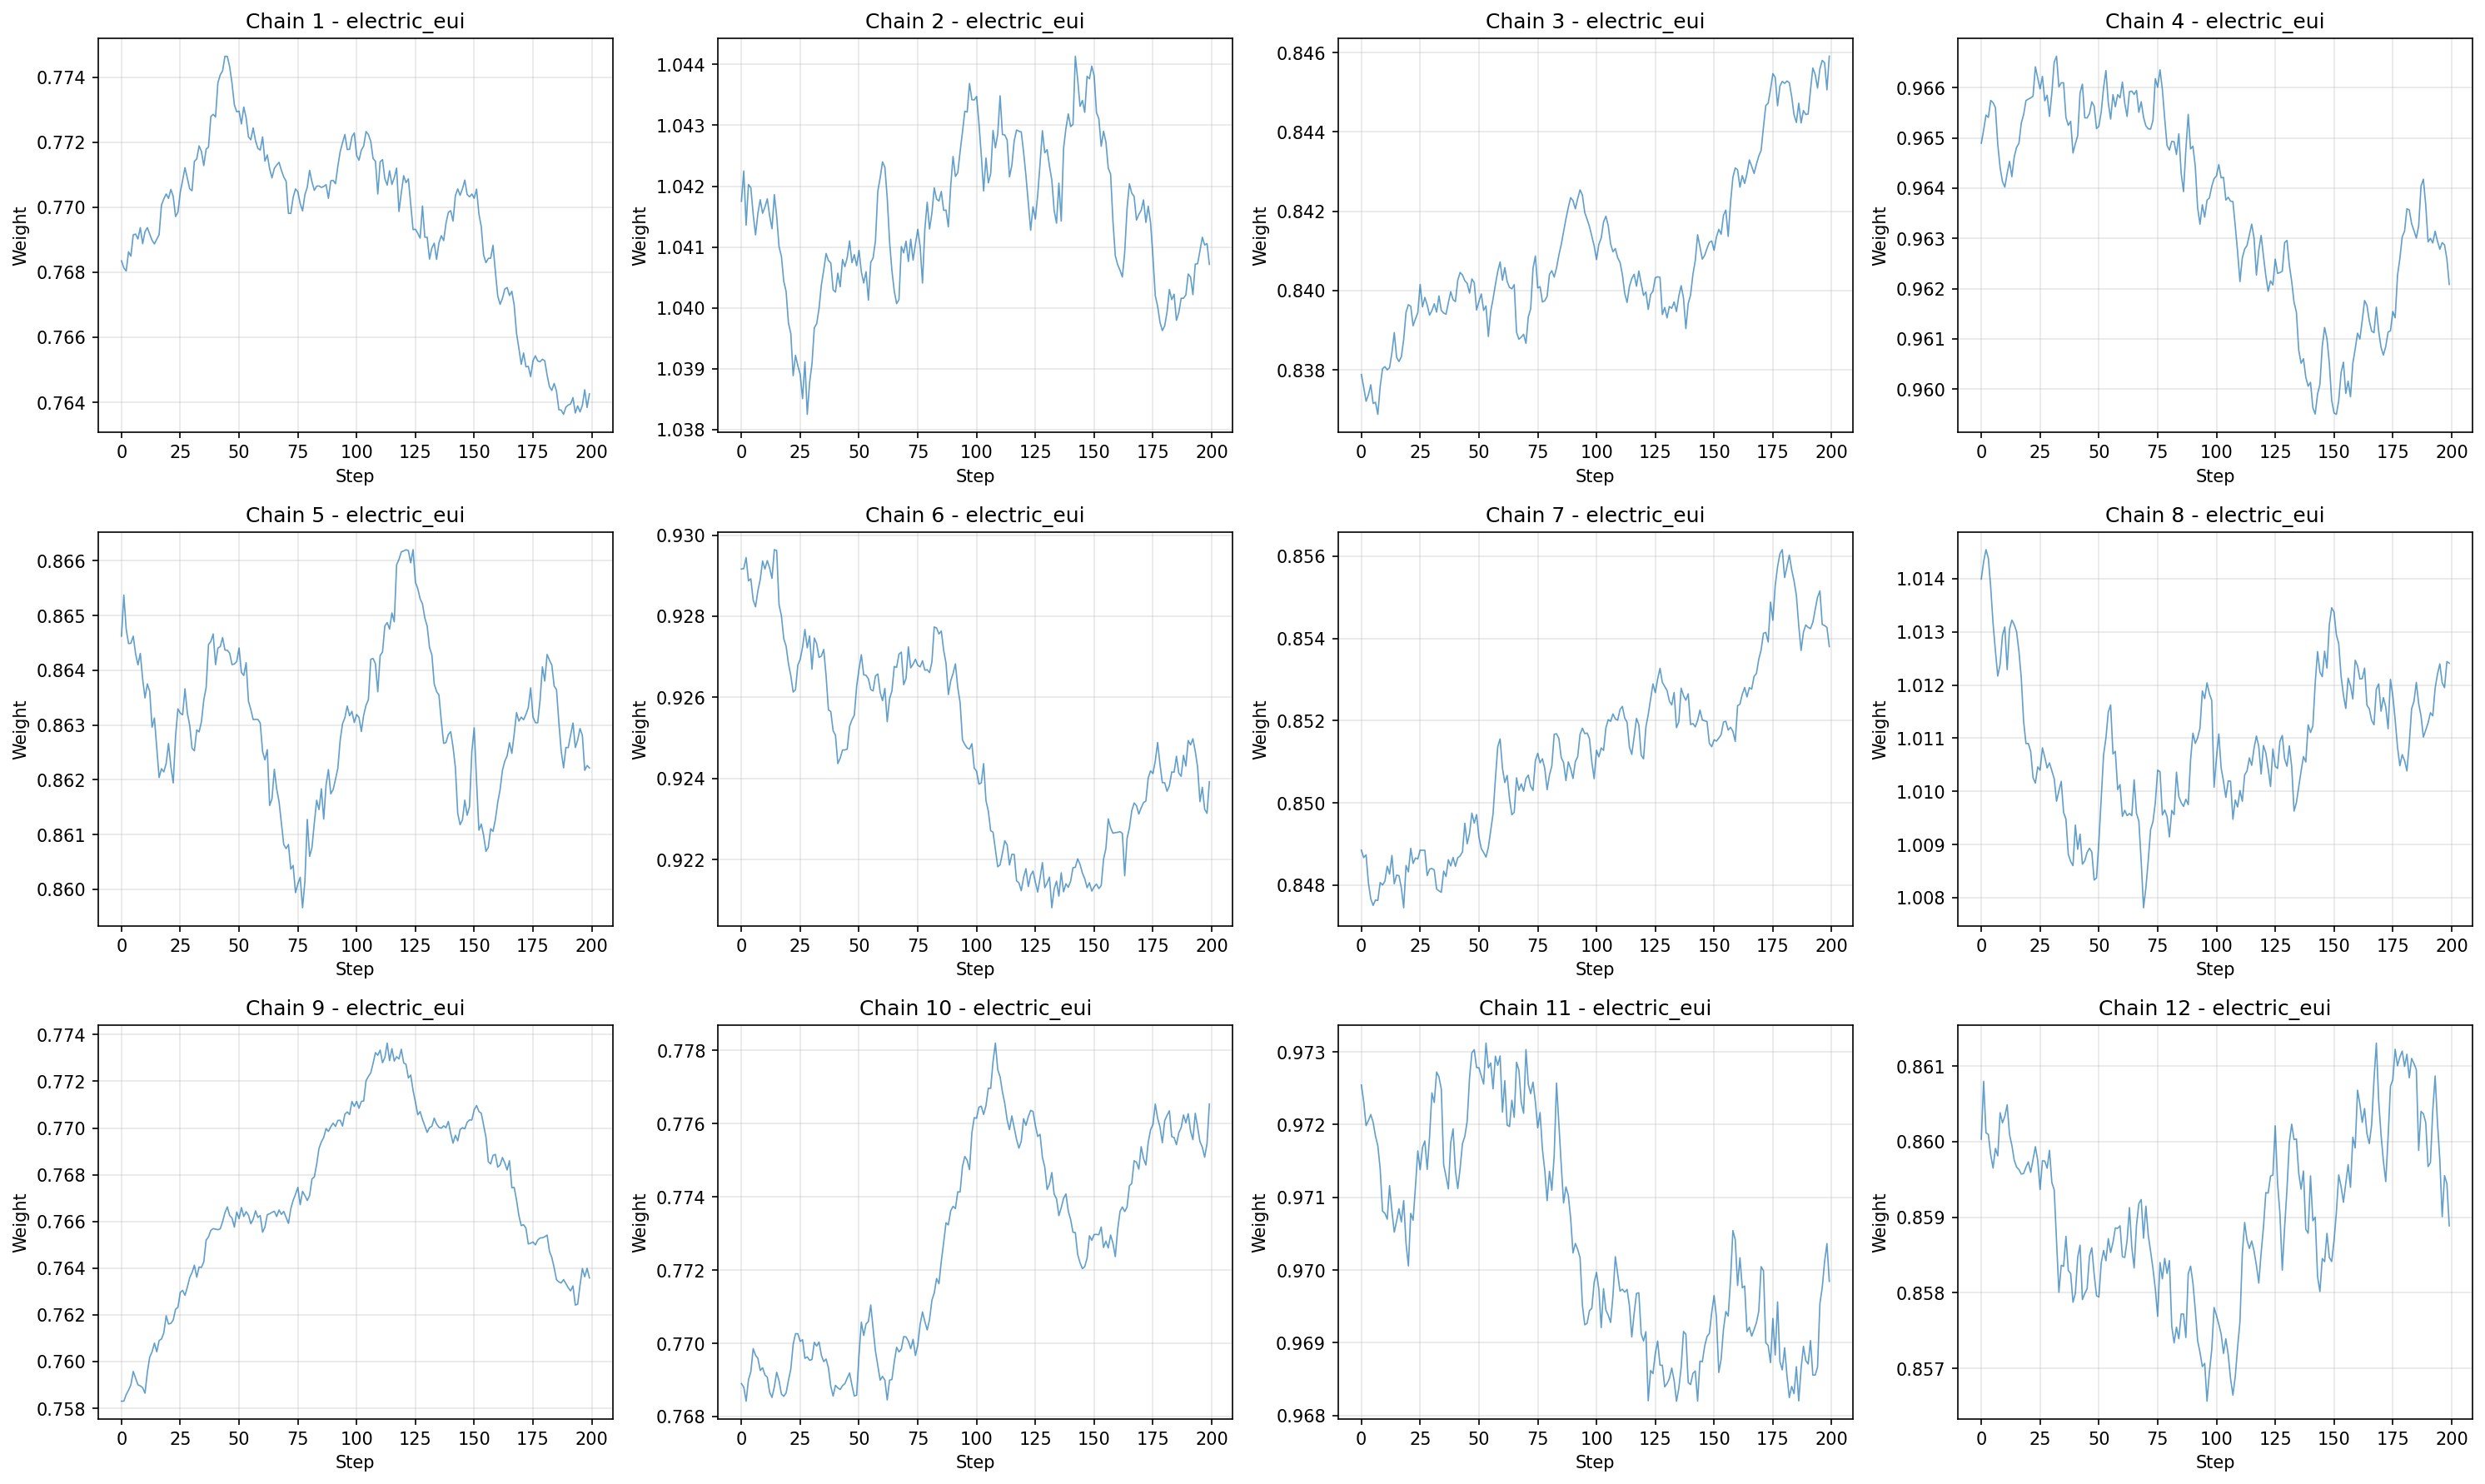 Chain 1 - electric_eui
Weight
0.774
0.772
0.770
0.768
0.766
0.764
0 25 50 75 100 125 150 175 200
Step
Chain 2 - electric_eui
Weight
1.044
1.043
1.042
1.041
1.040
1.039
1.038
0 25 50 75 100 125 150 175 200
Step
Chain 3 - electric_eui
Weight
0.846
0.844
0.842
0.840
0.838
0 25 50 75 100 125 150 175 200
Step
Chain 4 - electric_eui
Weight
0.966
0.965
0.964
0.963
0.962
0.961
0.960
0 25 50 75 100 125 150 175 200
Step
Chain 5 - electric_eui
Weight
0.866
0.865
0.864
0.863
0.862
0.861
0.860
0 25 50 75 100 125 150 175 200
Step
Chain 6 - electric_eui
Weight
0.930
0.928
0.926
0.924
0.922
0 25 50 75 100 125 150 175 200
Step
Chain 7 - electric_eui
Weight
0.856
0.854
0.852
0.850
0.848
0 25 50 75 100 125 150 175 200
Step
Chain 8 - electric_eui
Weight
1.014
1.013
1.012
1.011
1.010
1.009
1.008
0 25 50 75 100 125 150 175 200
Step
Chain 9 - electric_eui
Weight
0.774
0.772
0.770
0.768
0.766
0.764
0.762
0.760
0.758
0 25 50 75 100 125 150 175 200
Step
Chain 10 - electric_eui
Weight
0.778
0.776
0.774
0.772
0.770
0.768
0 25 50 75 100 125 150 175 200
Step
Chain 11 - electric_eui
Weight
0.973
0.972
0.971
0.970
0.969
0.968
0 25 50 75 100 125 150 175 200
Step
Chain 12 - electric_eui
Weight
0.861
0.860
0.859
0.858
0.857
0 25 50 75 100 125 150 175 200
Step